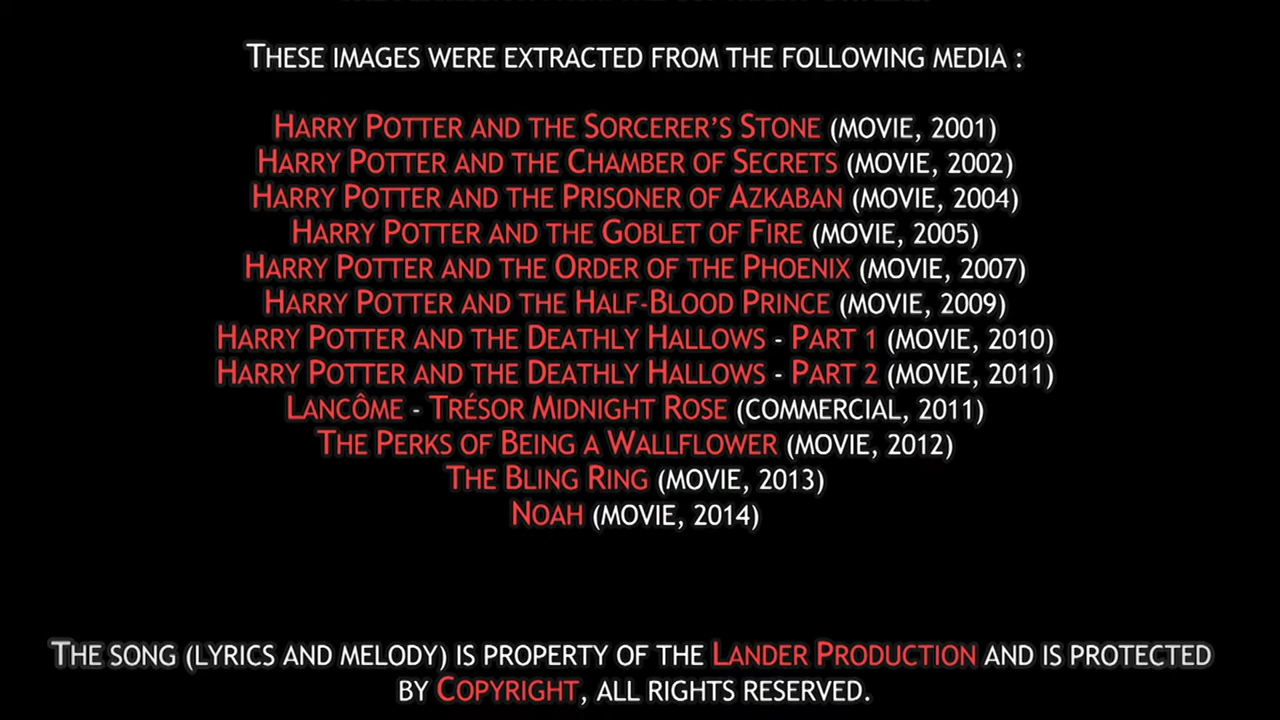 THESE IMAGES WERE EXTRACTED FROM THE FOLLOWING MEDIA :
HARRY POTTER AND THE SORCERER'S STONE (MOVIE, 2001)
HARRY POTTER AND THE CHAMBER OF SECRETS (MOVIE, 2002)
HARRY POTTER AND THE PRISONER OF AZKABAN (MOVIE, 2004)
HARRY POTTER AND THE GOBLET OF FIRE (MOVIE, 2005)
HARRY POTTER AND THE ORDER OF THE PHOENIX (MOVIE, 2007)
HARRY POTTER AND THE HALF-BLOOD PRINCE (MOVIE, 2009)
HARRY POTTER AND THE DEATHLY HALLOWS - PART 1 (MOVIE, 2010)
HARRY POTTER AND THE DEATHLY HALLOWS - PART 2 (MOVIE, 2011)
LANCÔME - TRÉSOR MIDNIGHT ROSE (COMMERCIAL, 2011)
THE PERKS OF BEING A WALLFLOWER (MOVIE, 2012)
THE BLING RING (MOVIE, 2013)
NOAH (MOVIE, 2014)
THE SONG (LYRICS AND MELODY) IS PROPERTY OF THE LANDER PRODUCTION AND IS PROTECTED
BY COPYRIGHT, ALL RIGHTS RESERVED.